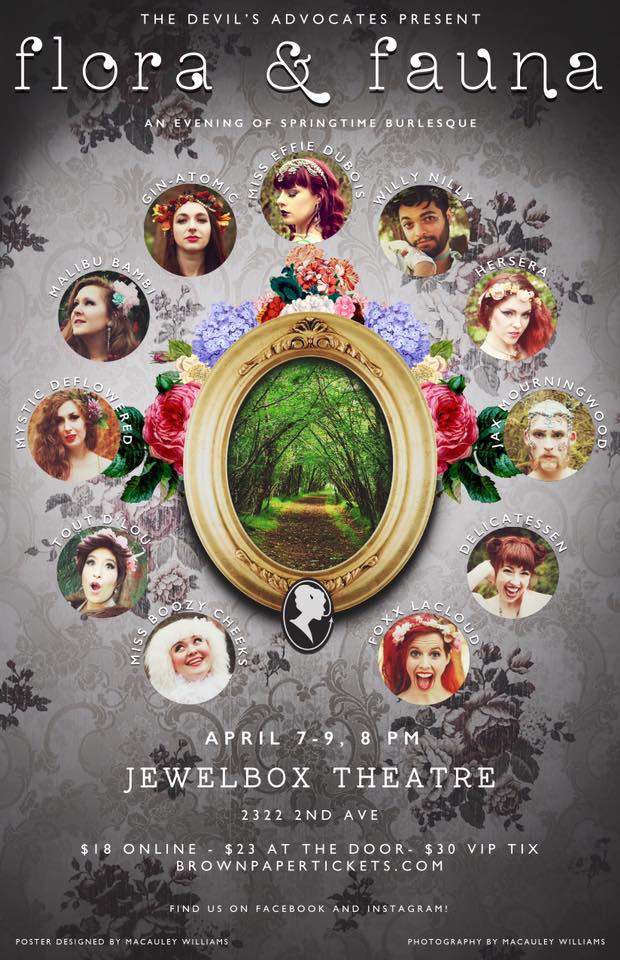 THE DEVIL'S ADVOCATES PRESENT
flora & fauna
AN EVENING OF SPRINGTIME BURLESQUE
MISS EFFIE DUBOIS
GIN-ATOMIC
WILLY NILLY
MALIBU BAMBI
HERSERA
MYSTIC DEFLOWERED
JAX MOURNINGWOOD
TOUT D'LOU
DELICATESSEN
MISS BOOZY CHEEKS
FOXX LACLOUD
APRIL 7-9, 8 PM
JEWELBOX THEATRE
2322 2ND AVE
$18 ONLINE - $23 AT THE DOOR- $30 VIP TIX
BROWNPAPERTICKETS.COM
FIND US ON FACEBOOK AND INSTAGRAM!
POSTER DESIGNED BY MACAULEY WILLIAMS
PHOTOGRAPHY BY MACAULEY WILLIAMS